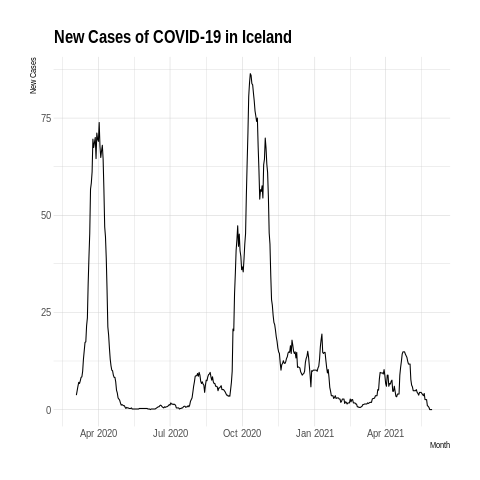 New Cases of COVID-19 in Iceland
New Cases
75
50
25
0
Apr 2020 Jul 2020 Oct 2020 Jan 2021 Apr 2021
Month